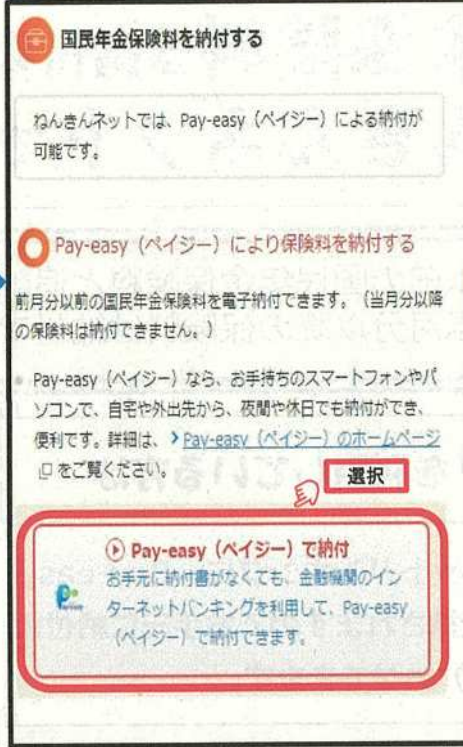 国民年金保険料を納付する
ねんきんネットでは、Pay-easy（ペイジー）による納付が
可能です。
Pay-easy（ペイジー）により保険料を納付する
前月分以前の国民年金保険料を電子納付できます。（当月分以降
の保険料は納付できません。）
Pay-easy（ペイジー）なら、お手持ちのスマートフォンやパ
ソコンで、自宅や外出先から、夜間や休日でも納付ができ、
便利です。詳細は、Pay-easy（ペイジー）のホームページ
をご覧ください。
選択
Pay-easy（ペイジー）で納付
お手元に納付書がなくても、金融機関のイン
ターネットバンキングを利用して、Pay-easy
（ペイジー）で納付できます。